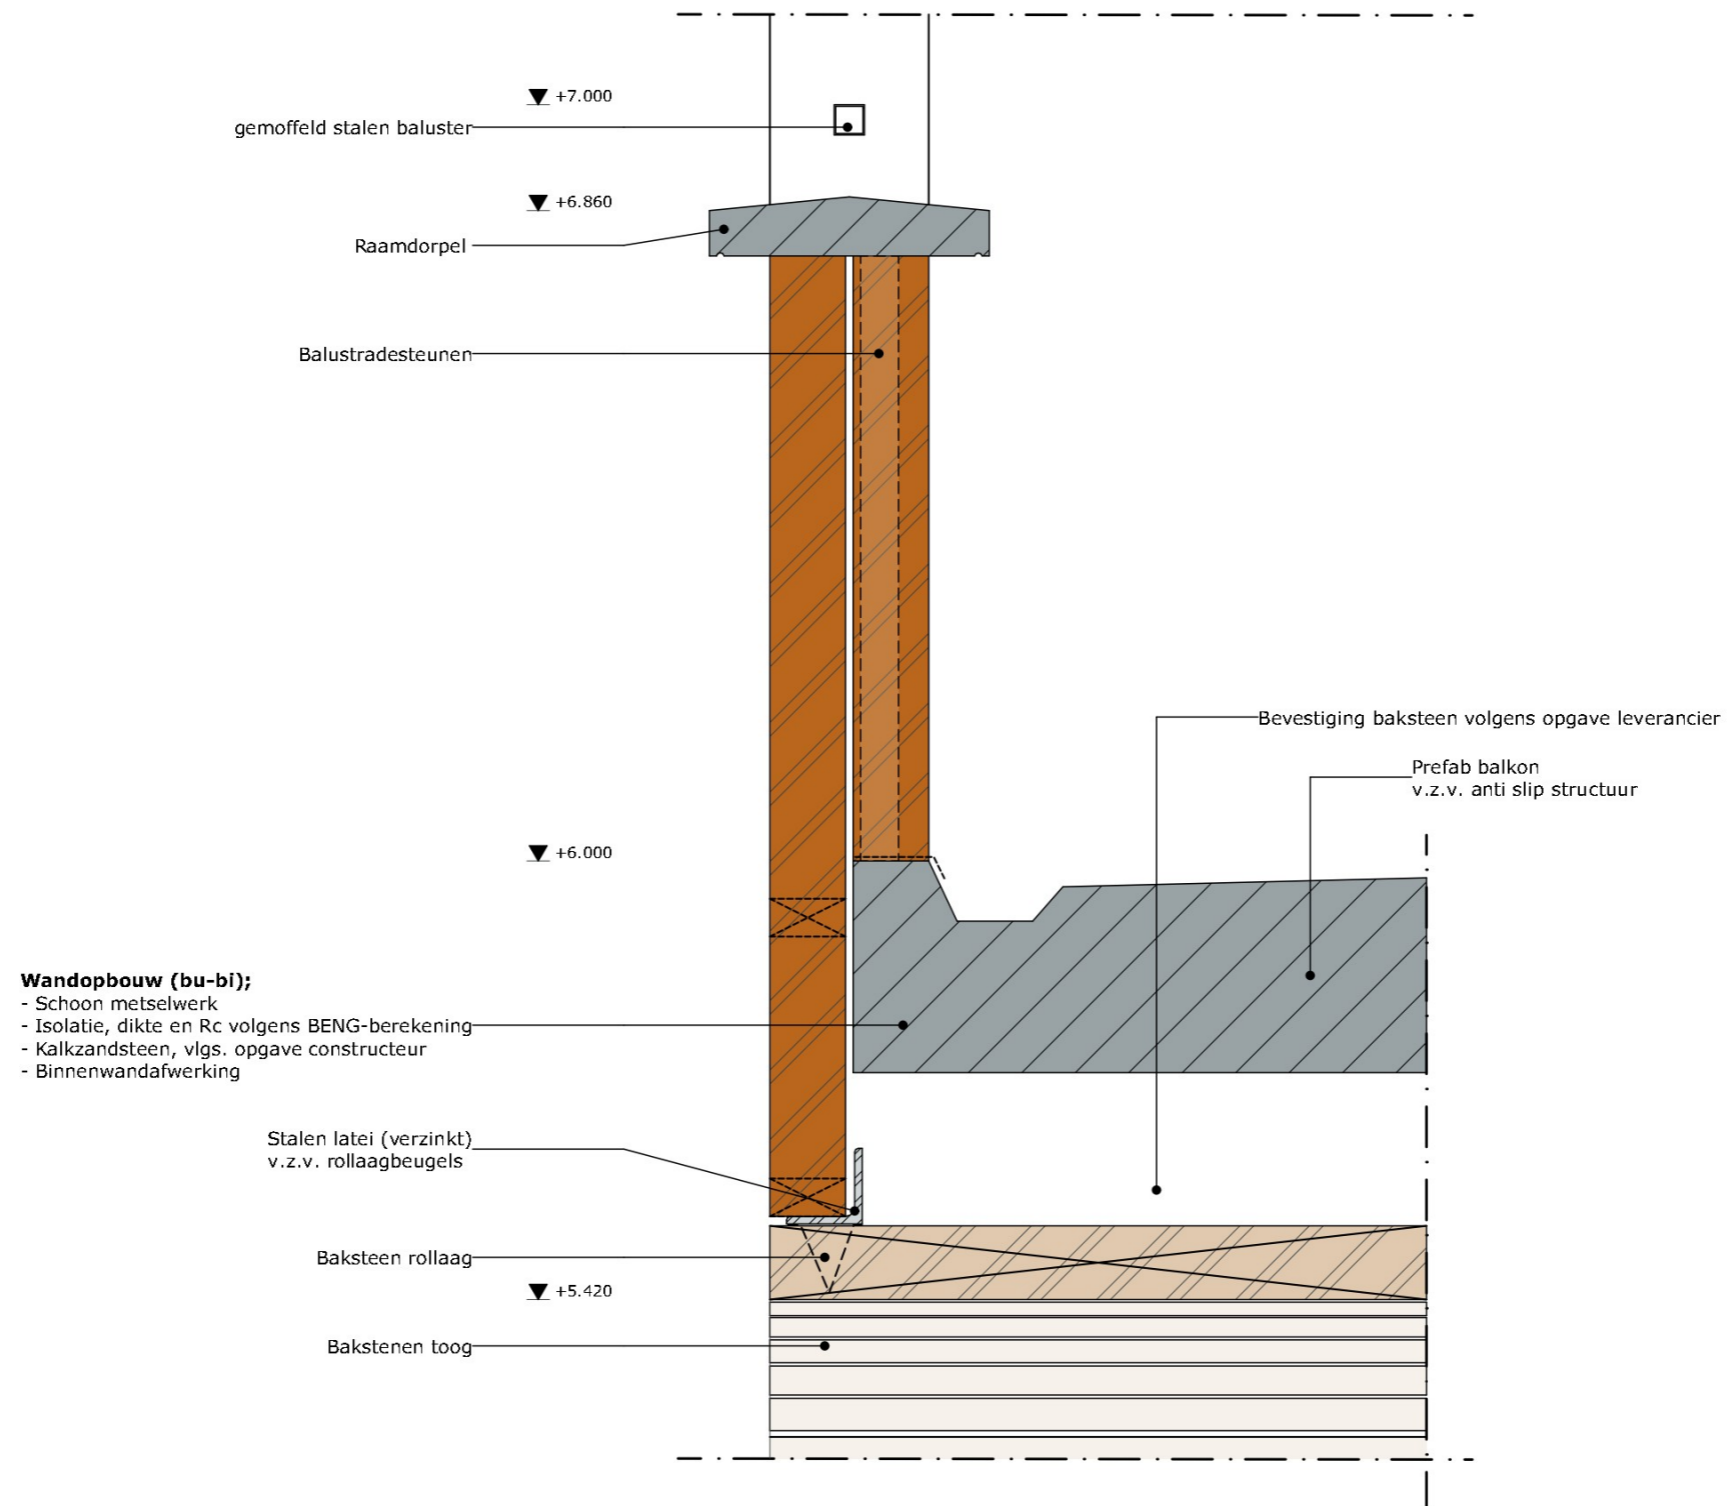 +7.000
gemoffeld stalen baluster
+6.860
Raamdorpel
Balustradesteunen
Bevestiging baksteen volgens opgave leverancier
Prefab balkon
v.z.v. anti slip structuur
+6.000
Wandopbouw (bu-bi);
- Schoon metselwerk
- Isolatie, dikte en Rc volgens BENG-berekening
- Kalkzandsteen, vlgs. opgave constructeur
- Binnenwandafwerking
Stalen latei (verzinkt)
v.z.v. rollaagbeugels
Baksteen rollaag
+5.420
Bakstenen toog